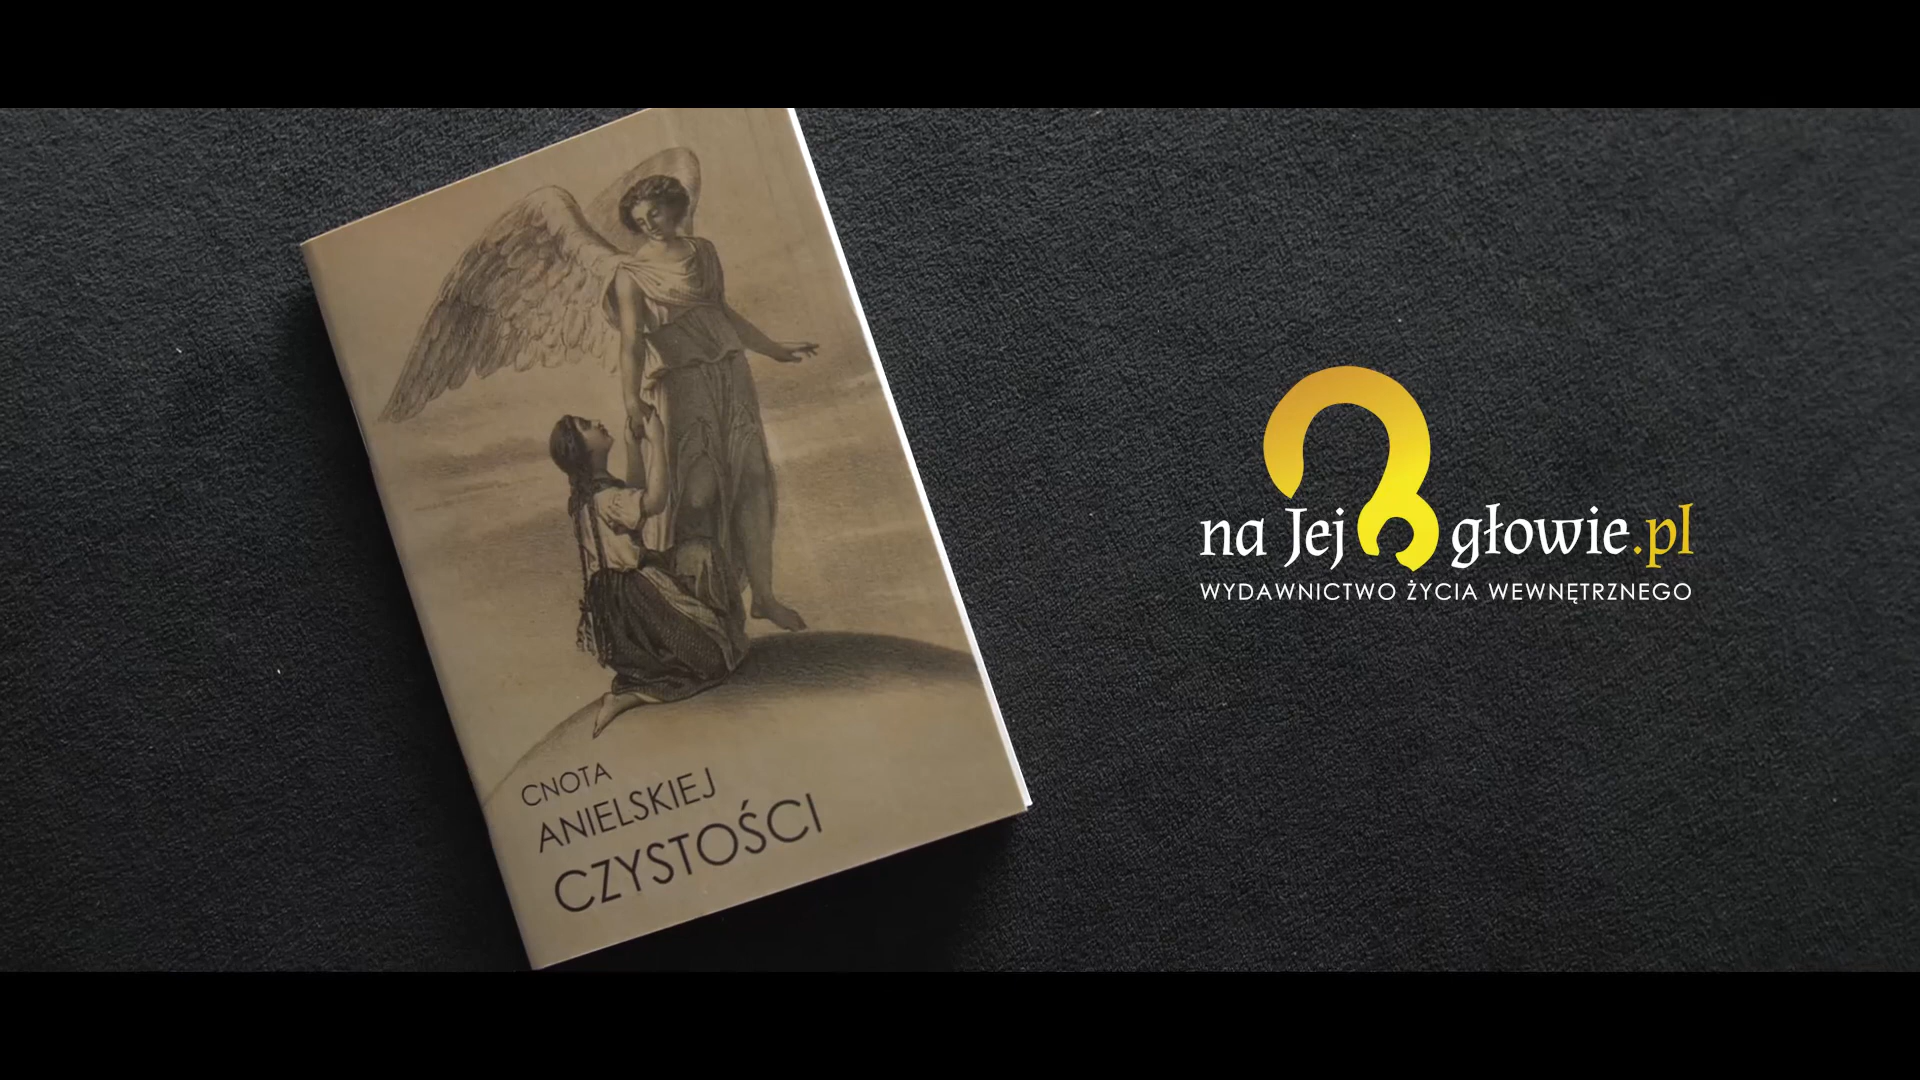 CNOTA
ANIELSKIEJ
CZYSTOŚCI
na Jej głowie.pl
WYDAWNICTWO ŻYCIA WEWNĘTRZNEGO